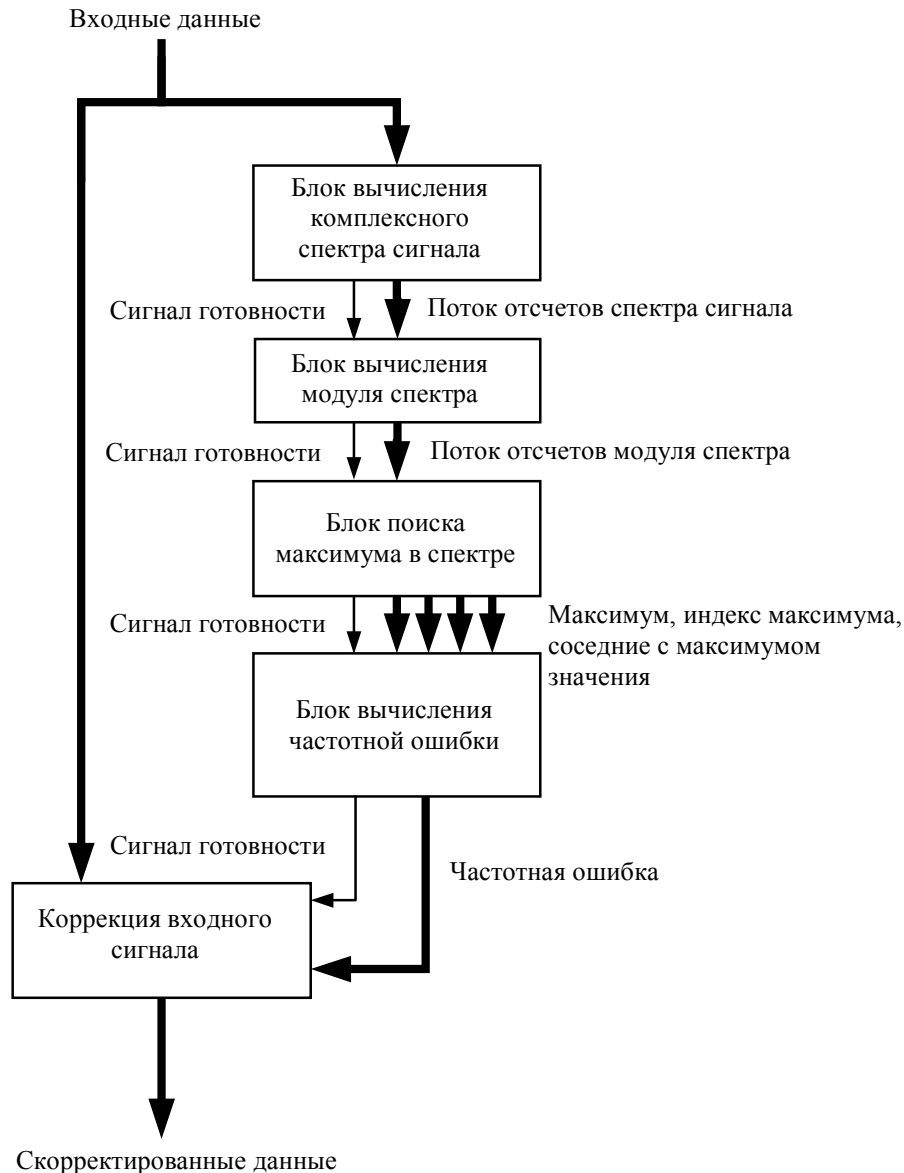 Входные данные
Блок вычисления
комплексного
спектра сигнала
Сигнал готовности
Поток отсчетов спектра сигнала
Блок вычисления
модуля спектра
Сигнал готовности
Поток отсчетов модуля спектра
Блок поиска
максимума в спектре
Сигнал готовности
Максимум, индекс максимума,
соседние с максимумом
значения
Блок вычисления
частотной ошибки
Сигнал готовности
Частотная ошибка
Коррекция входного
сигнала
Скорректированные данные